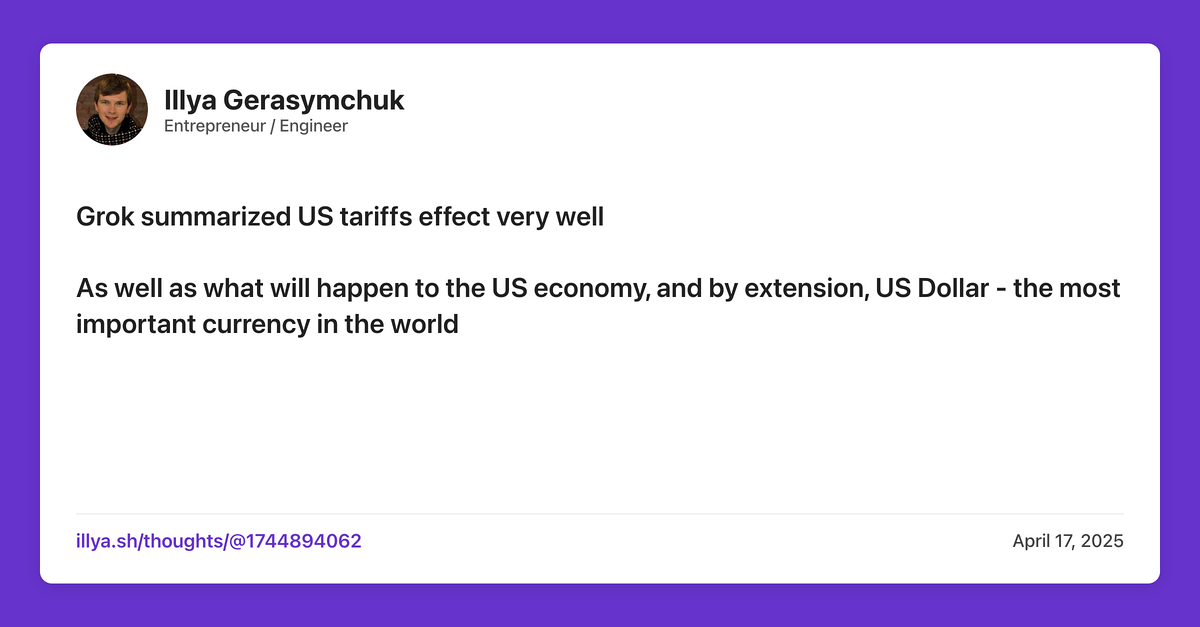 Illya Gerasymchuk
Entrepreneur / Engineer
Grok summarized US tariffs effect very well
As well as what will happen to the US economy, and by extension, US Dollar - the most
important currency in the world
illya.sh/thoughts/@1744894062
April 17, 2025